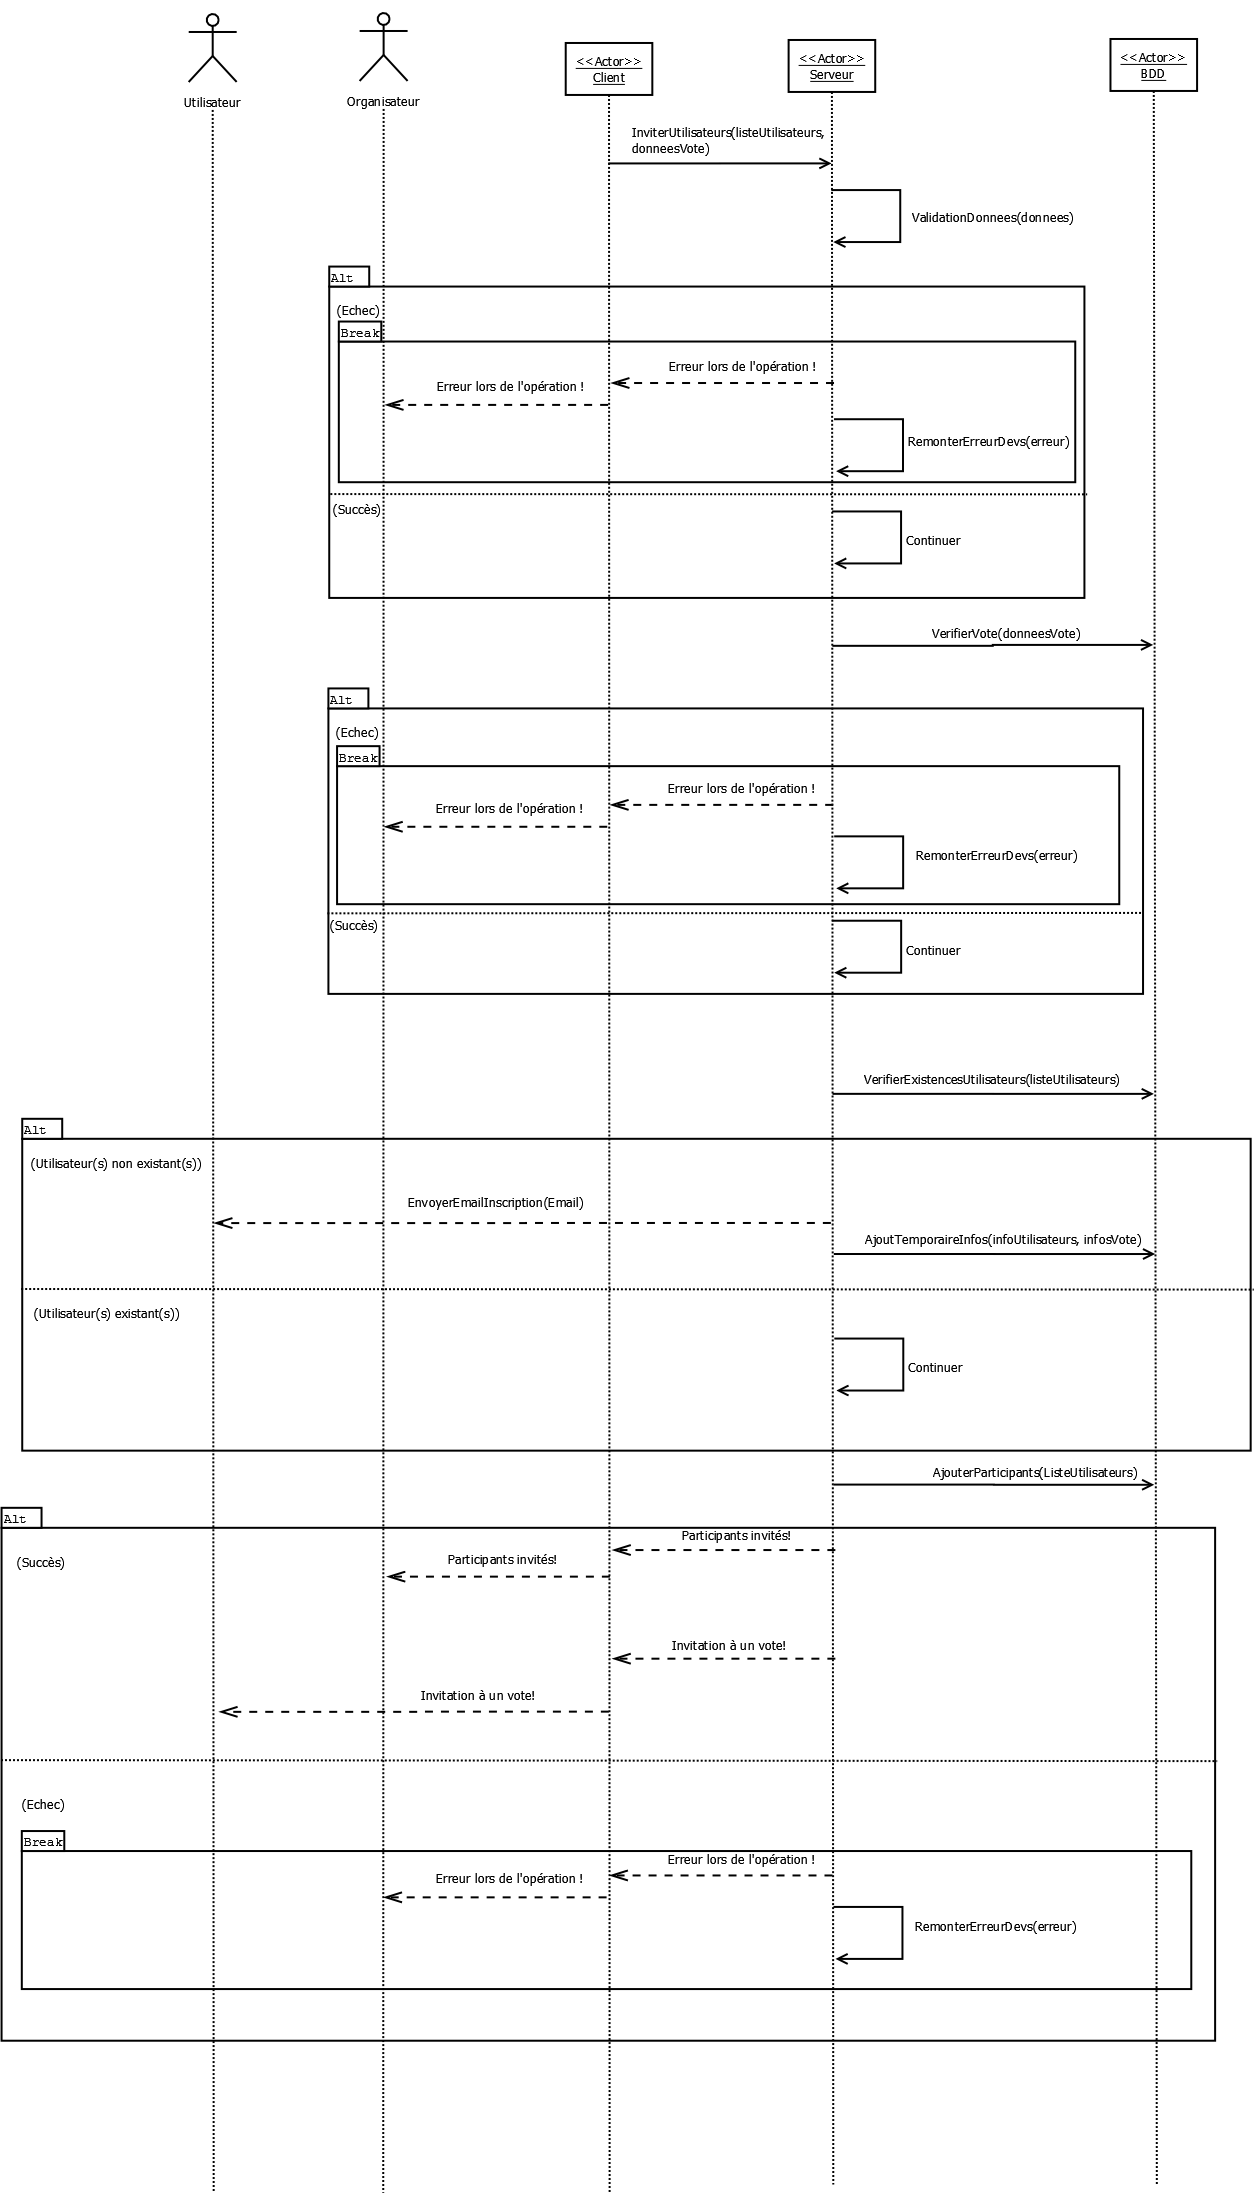 Utilisateur
Organisateur
<<Actor>>
Client
<<Actor>>
Serveur
<<Actor>>
BDD
InviterUtilisateurs(listeUtilisateurs,
donneesVote)
ValidationDonnees(donnees)
Alt
(Echec)
Break
Erreur lors de l'opération !
Erreur lors de l'opération !
RemonterErreurDevs(erreur)
(Succès)
Continuer
VerifierVote(donneesVote)
Alt
(Echec)
Break
Erreur lors de l'opération !
Erreur lors de l'opération !
RemonterErreurDevs(erreur)
(Succès)
Continuer
VerifierExistencesUtilisateurs(listeUtilisateurs)
Alt
(Utilisateur(s) non existant(s))
EnvoyerEmailInscription(Email)
AjoutTemporaireInfos(infoUtilisateurs, infosVote)
(Utilisateur(s) existant(s))
Continuer
AjouterParticipants(ListeUtilisateurs)
Alt
Participants invités!
(Succès)
Participants invités!
Invitation à un vote!
Invitation à un vote!
(Echec)
Break
Erreur lors de l'opération !
Erreur lors de l'opération !
RemonterErreurDevs(erreur)